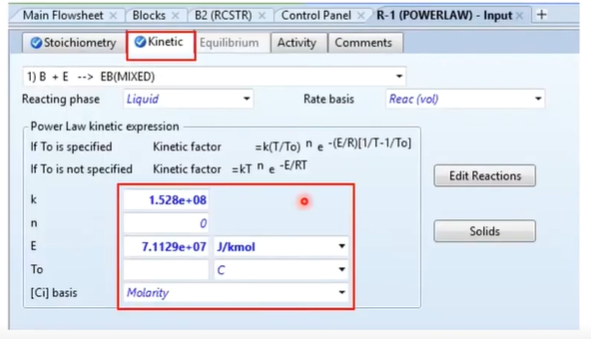 Main Flowsheet × Blocks × B2 (RCSTR) × Control Panel × R-1 (POWERLAW) - Input × +
Stoichiometry Kinetic Equilibrium Activity Comments
1) B + E --> EB(MIXED)
Reacting phase Liquid Rate basis Reac (vol)
Power Law kinetic expression
If To is specified Kinetic factor =k(T/To) n e -(E/R)[1/T-1/To]
If To is not specified Kinetic factor =kT n e -E/RT
Edit Reactions
k 1.528e+08
n 0
Solids
E 7.1129e+07 J/kmol
To C
[Ci] basis Molarity